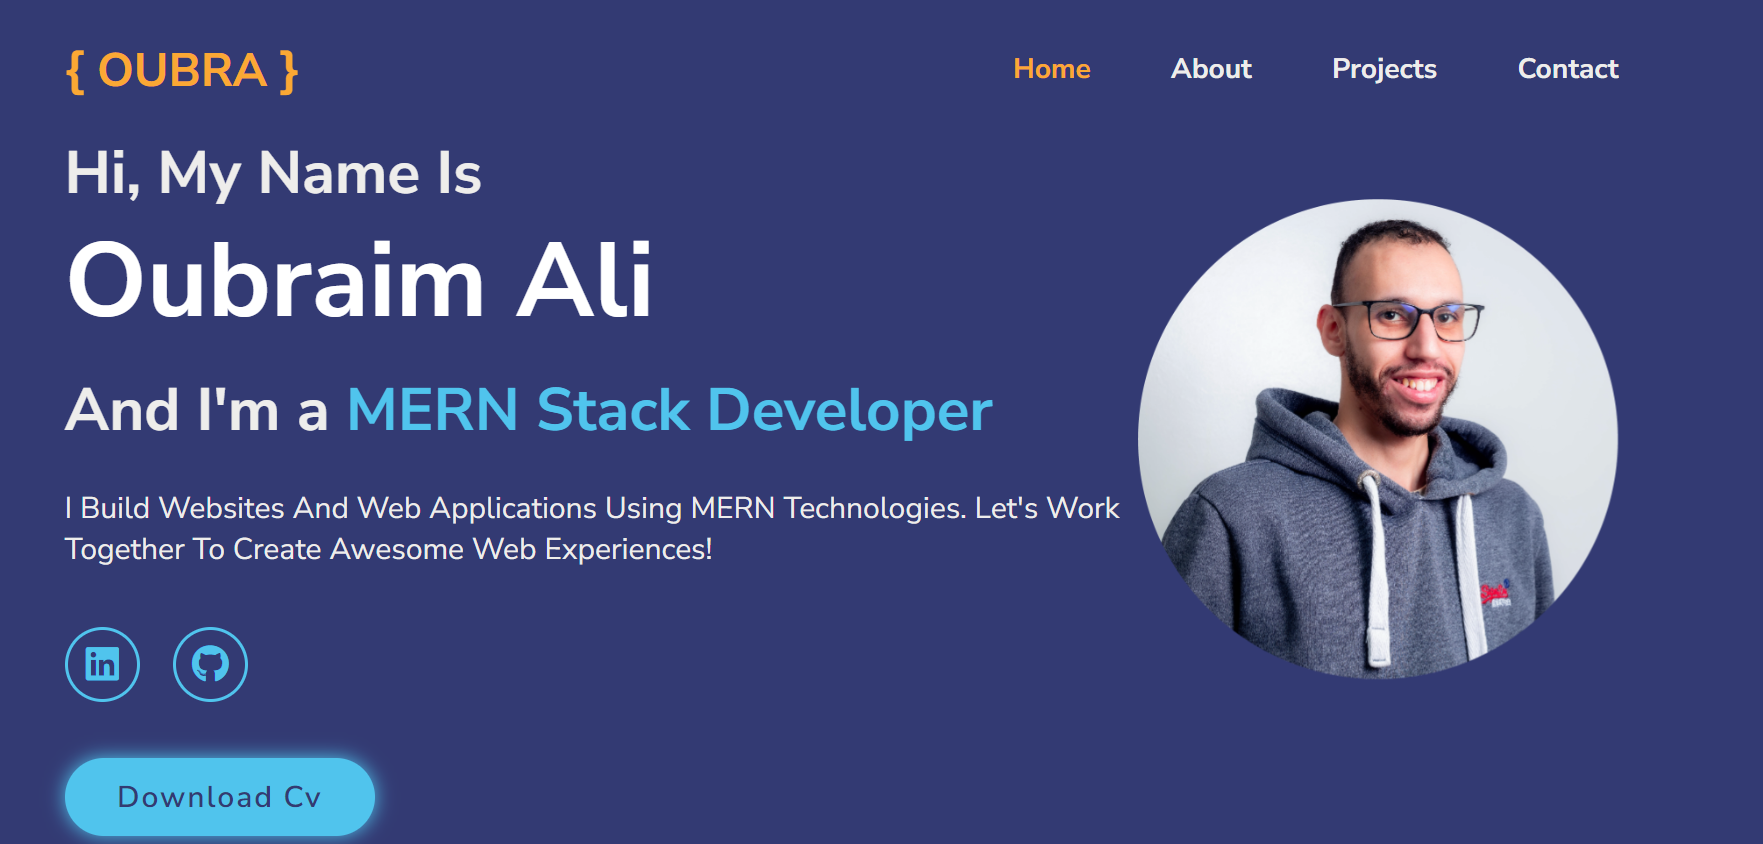 { OUBRA }
Home
About
Projects
Contact
Hi, My Name Is
Oubraim Ali
And I'm a MERN Stack Developer
I Build Websites And Web Applications Using MERN Technologies. Let's Work
Together To Create Awesome Web Experiences!
in
Download Cv